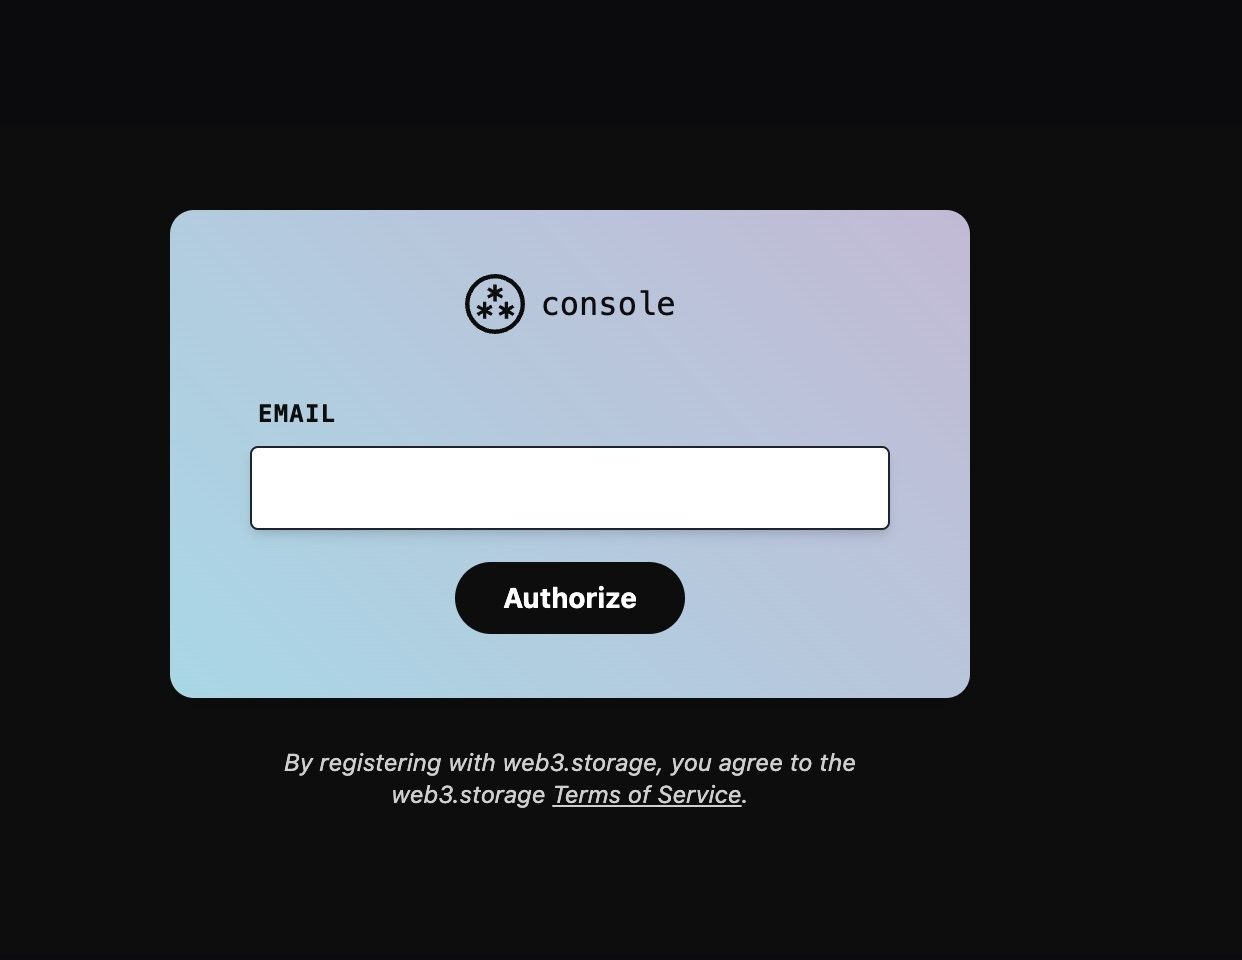 console
EMAIL
Authorize
By registering with web3.storage, you agree to the
web3.storage Terms of Service.